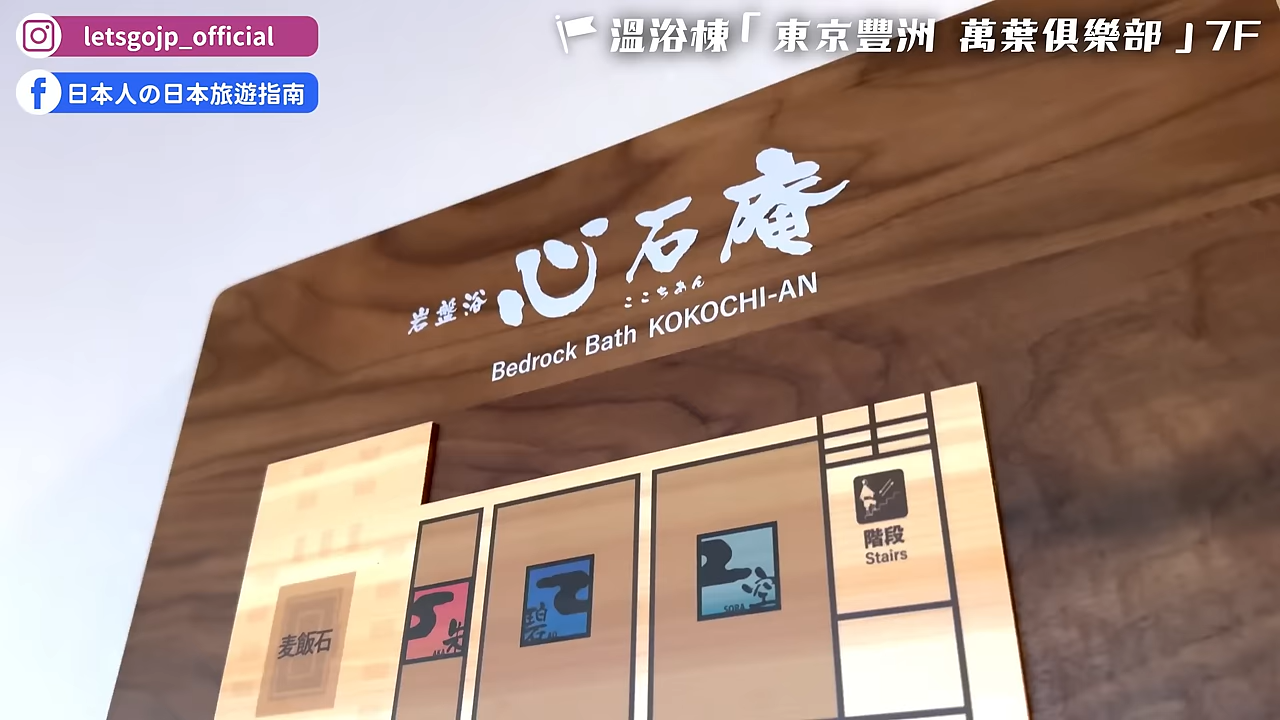 letsgojp_official
日本人の日本旅遊指南
溫浴棟「東京豐洲 萬葉俱樂部」7F
岩盤浴 心石庵
ここちあん
Bedrock Bath KOKOCHI-AN
階段
Stairs
麦飯石
碧
空
SORA